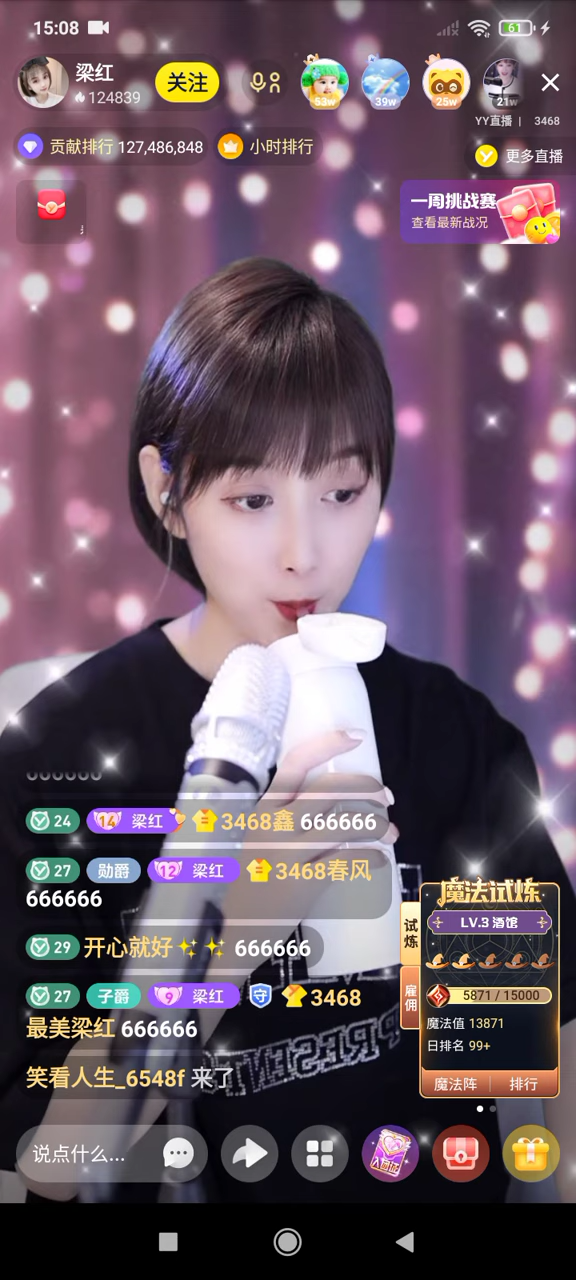 15:08
61
梁红
124839
关注
53w
39w
25w
21w
YY直播 | 3468
贡献排行 127,486,848
小时排行
更多直播
一周挑战赛
查看最新战况
666666
24 14 梁红 3468鑫 666666
27 勋爵 12 梁红 3468春风
666666
29 开心就好 666666
27 子爵 9 梁红 守 3468
最美梁红 666666
笑看人生_6548f 来了
魔法试炼
LV.3 酒馆
试炼
雇佣
5871 / 15000
魔法值 13871
日排名 99+
魔法阵 排行
说点什么...